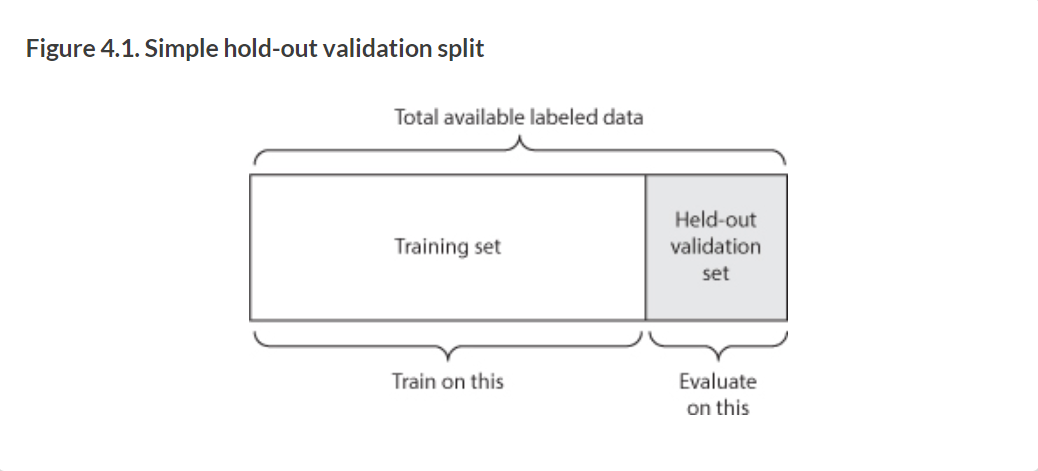 Figure 4.1. Simple hold-out validation split
Total available labeled data
Training set
Held-out
validation
set
Train on this
Evaluate
on this